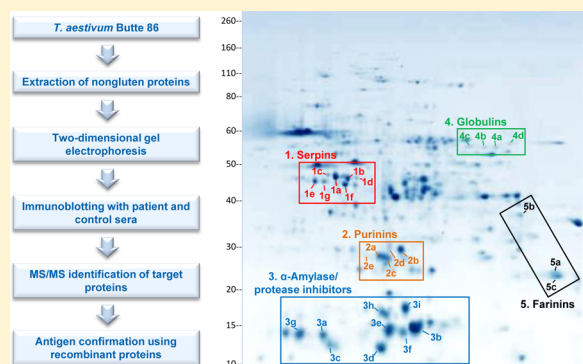 T. aestivum Butte 86
Extraction of nongluten proteins
Two-dimensional gel
electrophoresis
Immunoblotting with patient and
control sera
MS/MS identification of target
proteins
Antigen confirmation using
recombinant proteins
260--
160--
110--
80--
60--
50--
40--
30--
20--
15--
10--
4. Globulins
4c 4b 4a 4d
1. Serpins
1c 1b
1d
1e 1g 1a 1f
5b
5a
5c
5. Farinins
2. Purinins
2a
2d 2b
2e 2c
3. α-Amylase/
protease inhibitors
3h 3i
3g 3a 3e 3b
3f
3c 3d